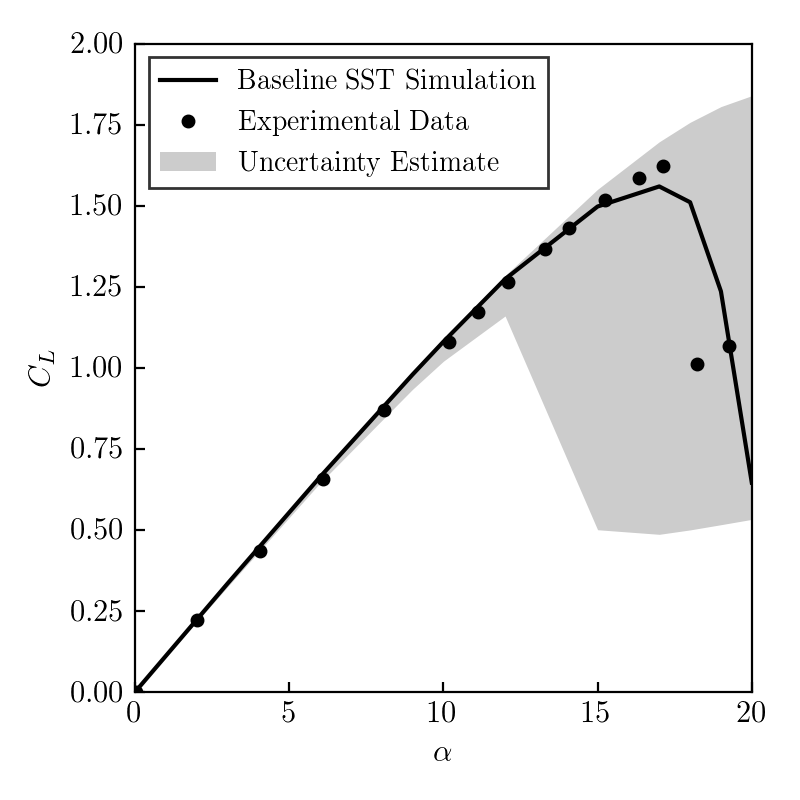 2.00
1.75
1.50
1.25
1.00
0.75
0.50
0.25
0.00
C_L
Baseline SST Simulation
Experimental Data
Uncertainty Estimate
0 5 10 15 20
α